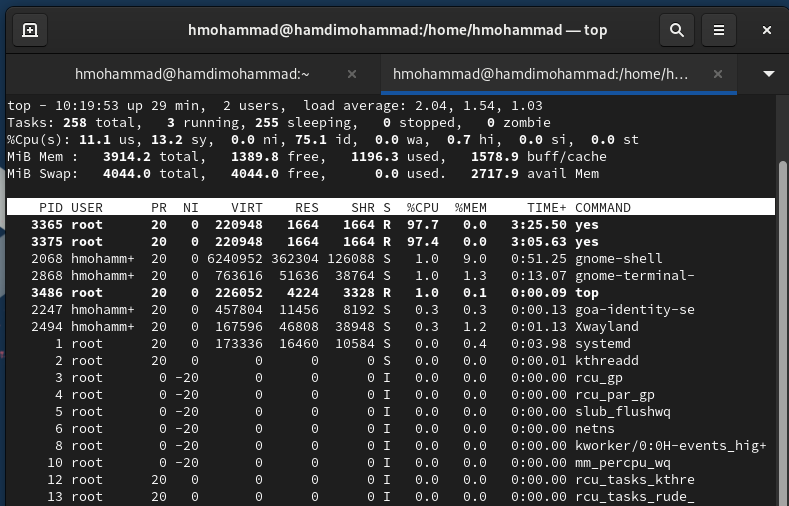 hmohammad@hamdimohammad:/home/hmohammad — top
hmohammad@hamdimohammad:~ × hmohammad@hamdimohammad:/home/h... ×
top - 10:19:53 up 29 min,  2 users,  load average: 2.04, 1.54, 1.03
Tasks: 258 total,   3 running, 255 sleeping,   0 stopped,   0 zombie
%Cpu(s): 11.1 us, 13.2 sy,  0.0 ni, 75.1 id,  0.0 wa,  0.7 hi,  0.0 si,  0.0 st
MiB Mem :   3914.2 total,   1389.8 free,   1196.3 used,   1578.9 buff/cache
MiB Swap:   4044.0 total,   4044.0 free,      0.0 used.   2717.9 avail Mem
PID USER      PR  NI    VIRT    RES    SHR S  %CPU  %MEM     TIME+ COMMAND
3365 root      20   0  220948   1664   1664 R  97.7   0.0   3:25.50 yes
3375 root      20   0  220948   1664   1664 R  97.4   0.0   3:05.63 yes
2068 hmohamm+  20   0 6240952 362304 126088 S   1.0   9.0   0:51.25 gnome-shell
2868 hmohamm+  20   0  763616  51636  38764 S   1.0   1.3   0:13.07 gnome-terminal-
3486 root      20   0  226052   4224   3328 R   1.0   0.1   0:00.09 top
2247 hmohamm+  20   0  457804  11456   8192 S   0.3   0.3   0:00.13 goa-identity-se
2494 hmohamm+  20   0  167596  46808  38948 S   0.3   1.2   0:01.13 Xwayland
1 root      20   0  173336  16460  10584 S   0.0   0.4   0:03.98 systemd
2 root      20   0       0      0      0 S   0.0   0.0   0:00.01 kthreadd
3 root       0 -20       0      0      0 I   0.0   0.0   0:00.00 rcu_gp
4 root       0 -20       0      0      0 I   0.0   0.0   0:00.00 rcu_par_gp
5 root       0 -20       0      0      0 I   0.0   0.0   0:00.00 slub_flushwq
6 root       0 -20       0      0      0 I   0.0   0.0   0:00.00 netns
8 root       0 -20       0      0      0 I   0.0   0.0   0:00.00 kworker/0:0H-events_hig+
10 root       0 -20       0      0      0 I   0.0   0.0   0:00.00 mm_percpu_wq
12 root      20   0       0      0      0 I   0.0   0.0   0:00.00 rcu_tasks_kthre
13 root      20   0       0      0      0 I   0.0   0.0   0:00.00 rcu_tasks_rude_